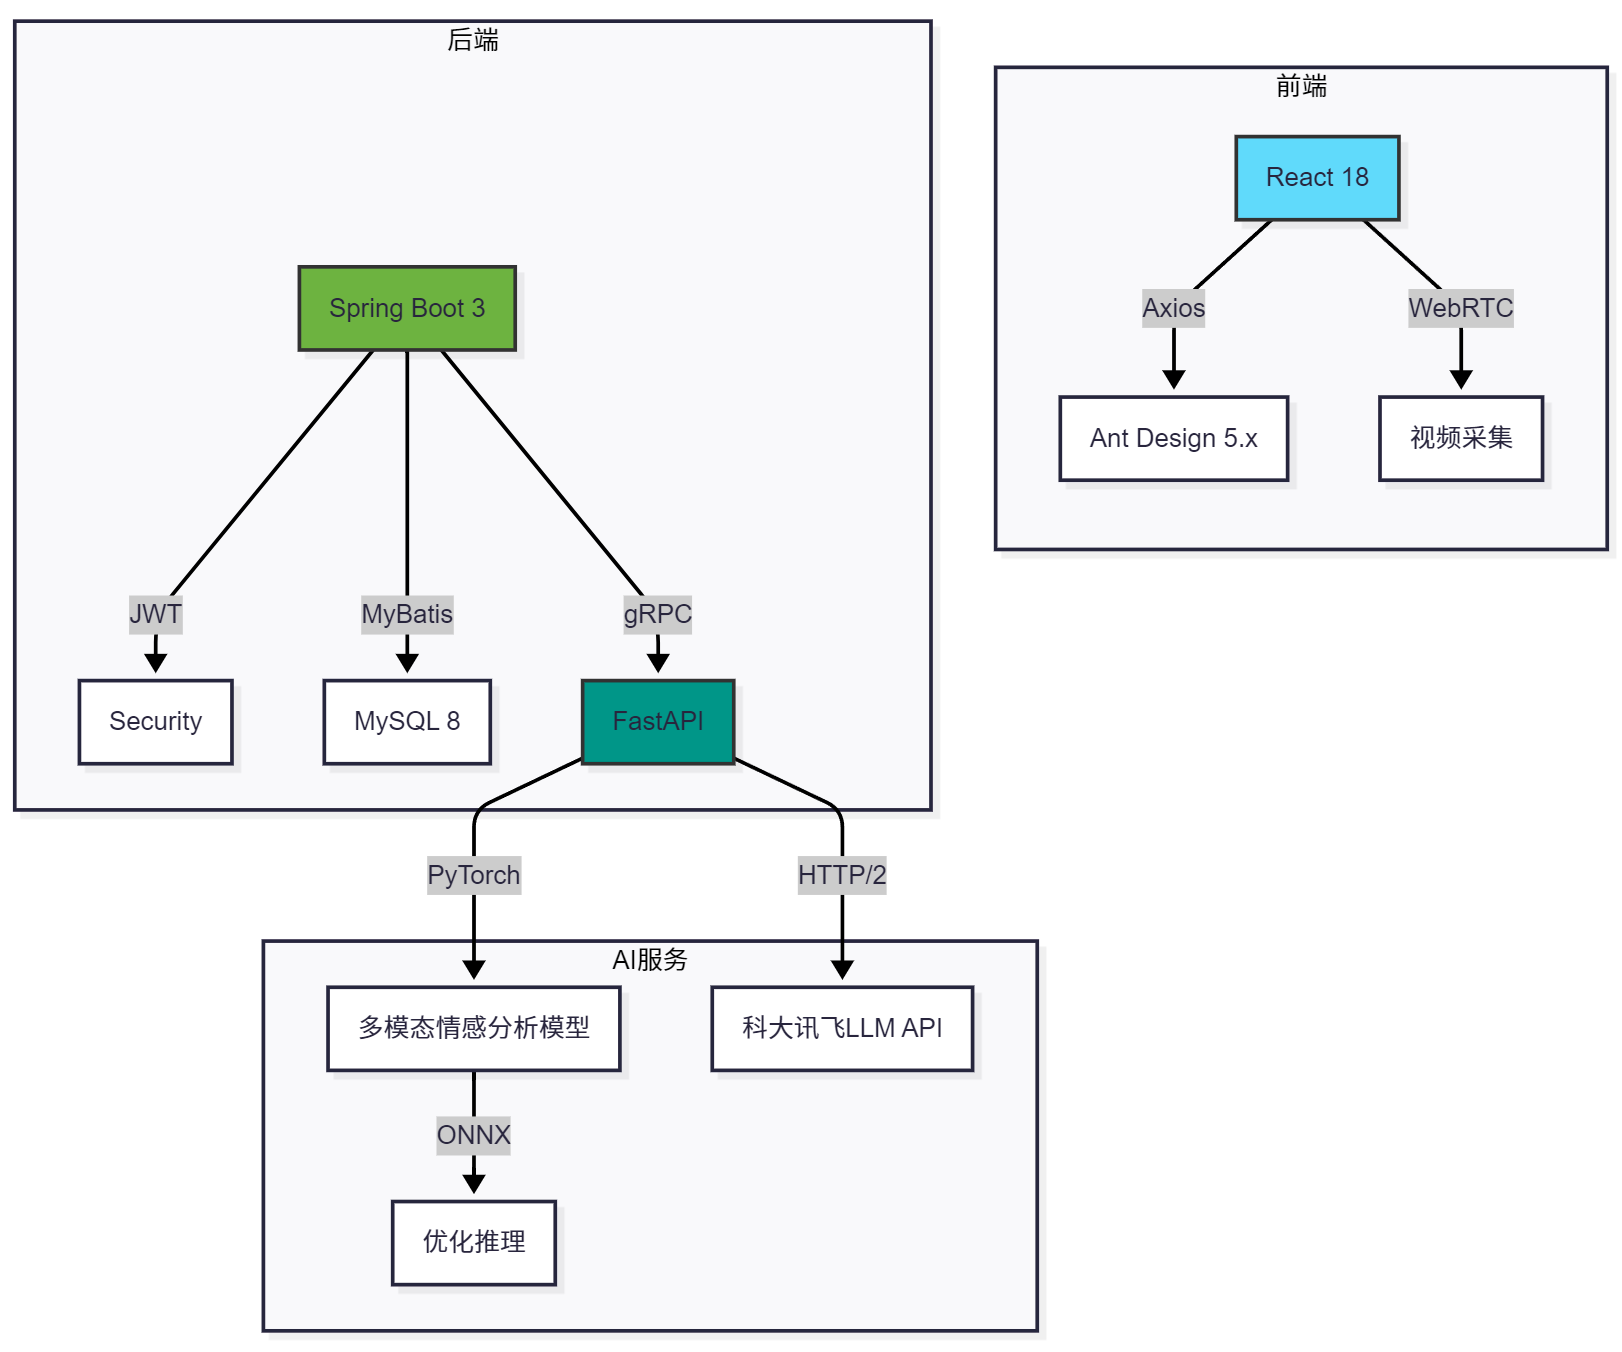 后端
Spring Boot 3
JWT
MyBatis
gRPC
Security
MySQL 8
FastAPI
前端
React 18
Axios
WebRTC
Ant Design 5.x
视频采集
PyTorch
HTTP/2
AI服务
多模态情感分析模型
科大讯飞LLM API
ONNX
优化推理